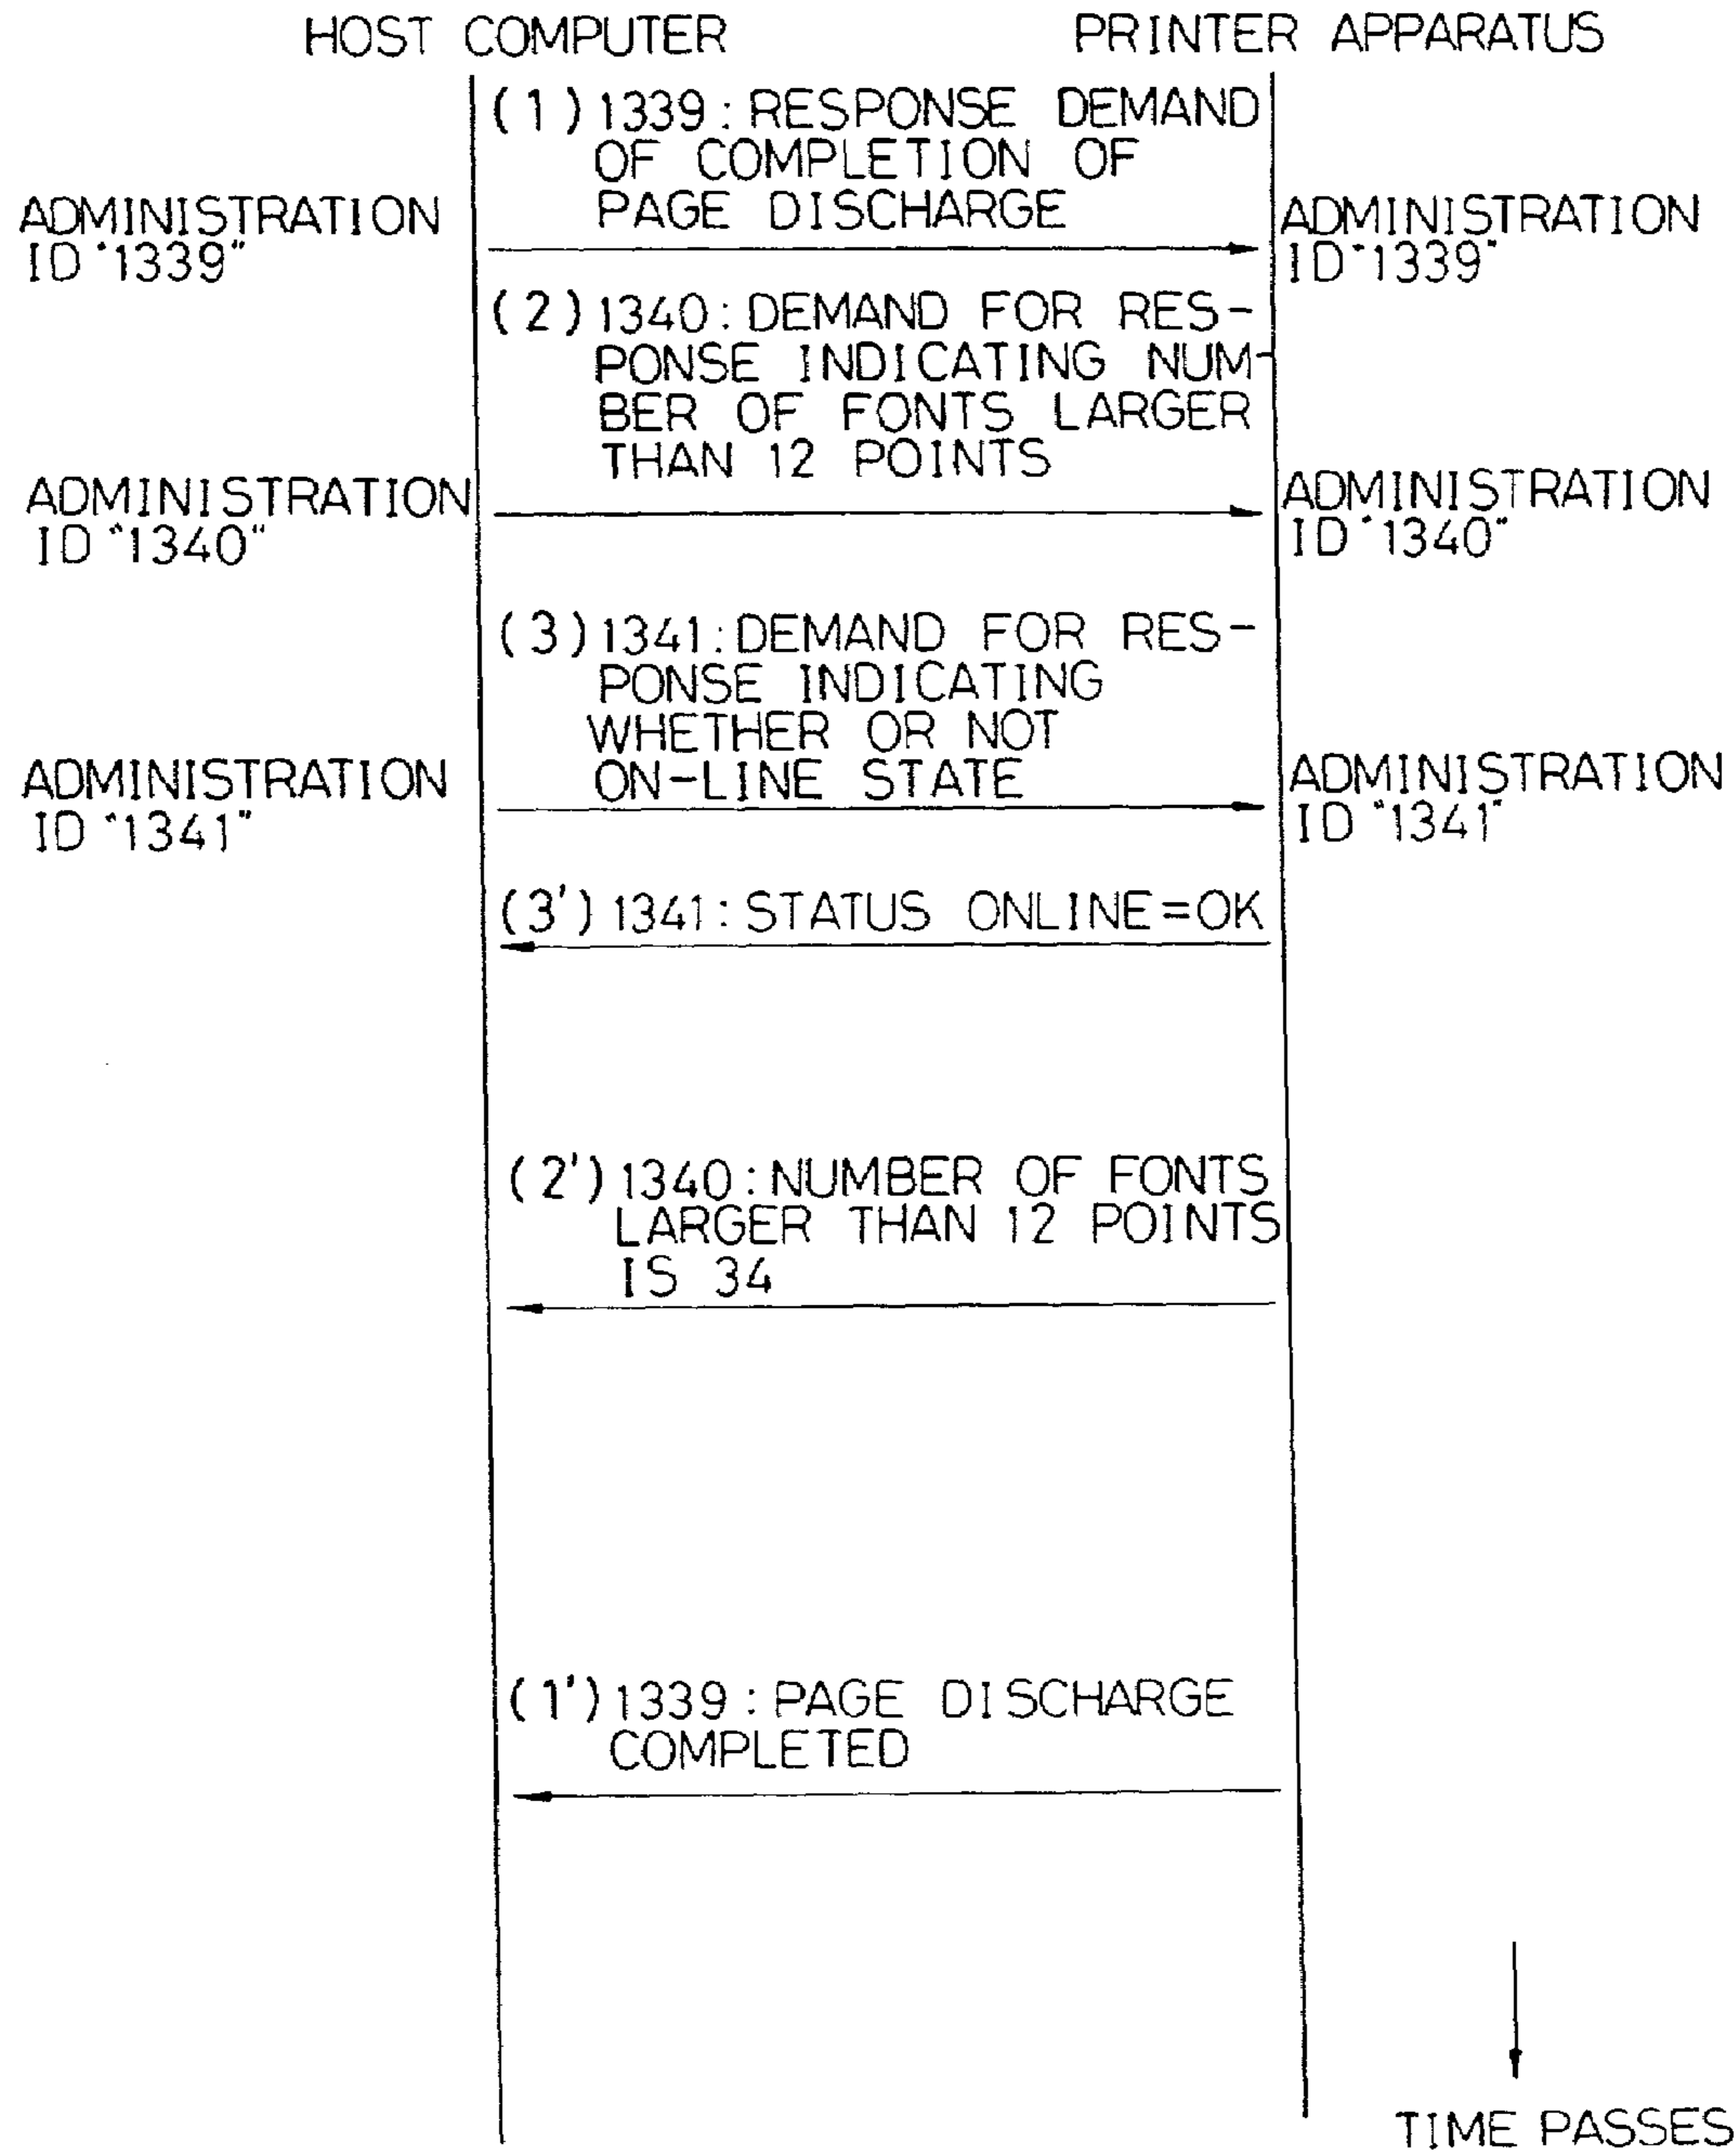 HOST COMPUTER
PRINTER APPARATUS
(1) 1339: RESPONSE DEMAND
OF COMPLETION OF
PAGE DISCHARGE
ADMINISTRATION
ID "1339"
ADMINISTRATION
ID "1339"
(2) 1340: DEMAND FOR RES-
PONSE INDICATING NUM-
BER OF FONTS LARGER
THAN 12 POINTS
ADMINISTRATION
ID "1340"
ADMINISTRATION
ID "1340"
(3) 1341: DEMAND FOR RES-
PONSE INDICATING
WHETHER OR NOT
ON-LINE STATE
ADMINISTRATION
ID "1341"
ADMINISTRATION
ID "1341"
(3') 1341: STATUS ONLINE=OK
(2') 1340: NUMBER OF FONTS
LARGER THAN 12 POINTS
IS 34
(1') 1339: PAGE DISCHARGE
COMPLETED
TIME PASSES